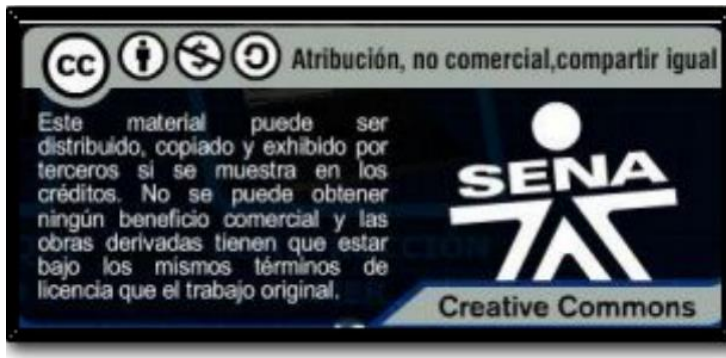 cc Atribución, no comercial,compartir igual
Este material puede ser
distribuido, copiado y exhibido por
terceros si se muestra en los
créditos. No se puede obtener
ningún beneficio comercial y las
obras derivadas tienen que estar
bajo los mismos términos de
licencia que el trabajo original.
SENA
Creative Commons